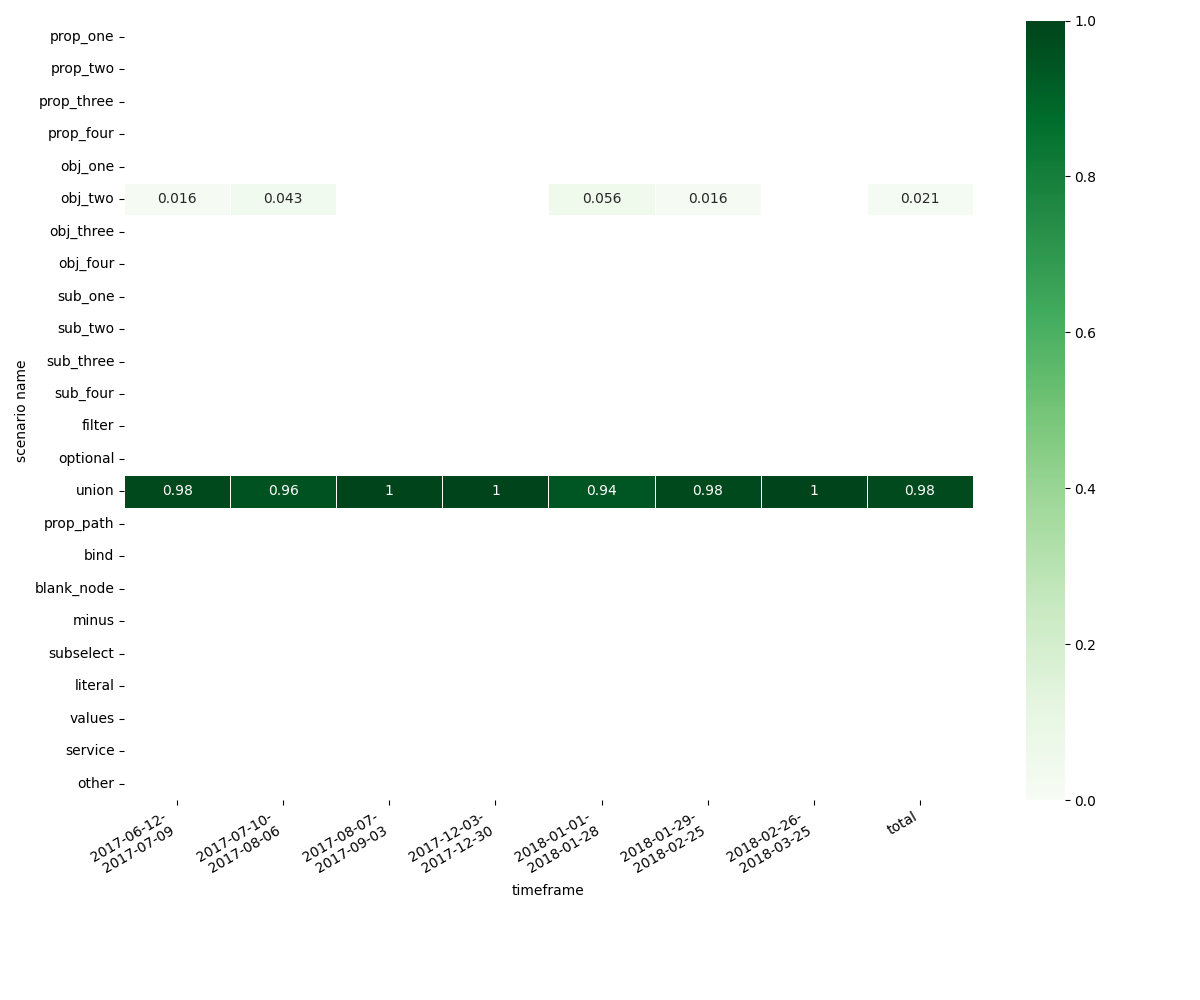 prop_one
prop_two
prop_three
prop_four
obj_one
obj_two
0.016
0.043
0.056
0.016
0.021
obj_three
obj_four
sub_one
sub_two
sub_three
sub_four
filter
optional
union
0.98
0.96
1
1
0.94
0.98
1
0.98
prop_path
bind
blank_node
minus
subselect
literal
values
service
other
scenario name
2017-06-12-
2017-07-09
2017-07-10-
2017-08-06
2017-08-07-
2017-09-03
2017-12-03-
2017-12-30
2018-01-01-
2018-01-28
2018-01-29-
2018-02-25
2018-02-26-
2018-03-25
total
timeframe
1.0
0.8
0.6
0.4
0.2
0.0